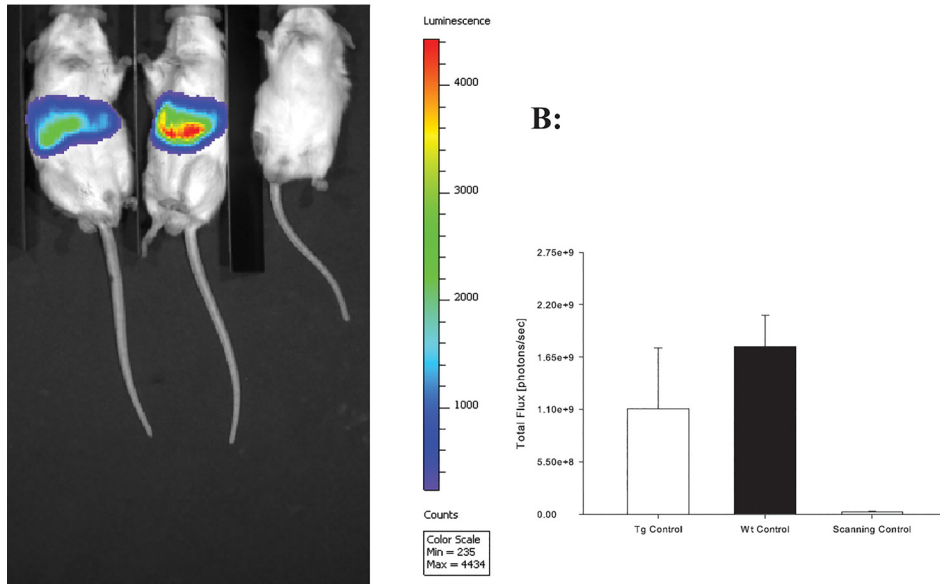 Luminescence
4000
3000
2000
1000
Counts
Color Scale
Min = 235
Max = 4434
B:
Total Flux [photons/sec]
2.75e+9
2.20e+9
1.65e+9
1.10e+9
5.50e+8
0.00
Tg Control
Wt Control
Scanning Control